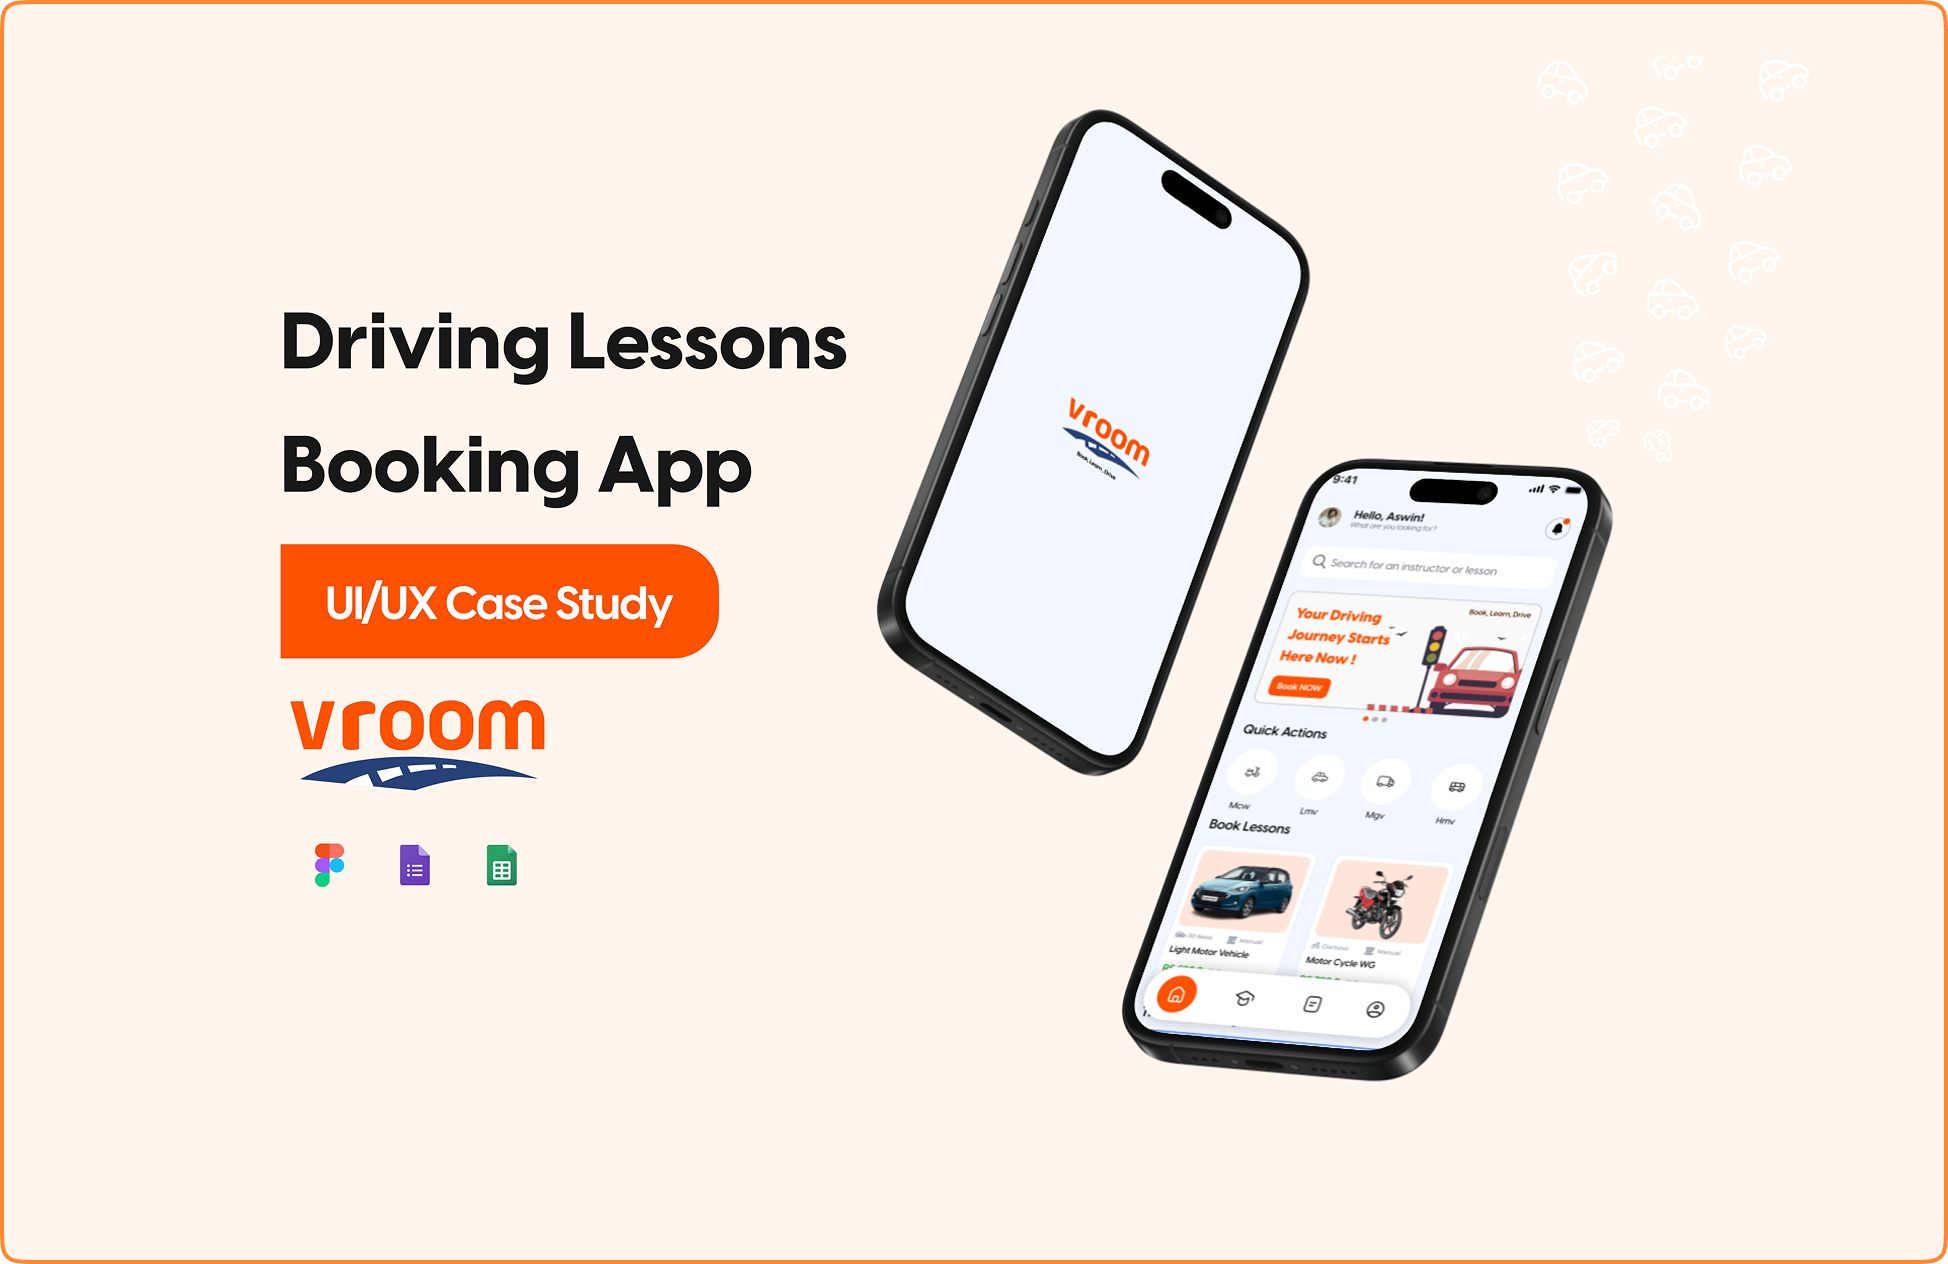 Driving Lessons
Booking App
UI/UX Case Study
vroom
vroom
Book, Learn, Drive
9:41
Hello, Aswin!
What are you looking for?
Search for an instructor or lesson
Book, Learn, Drive
Your Driving
Journey Starts
Here Now !
Book NOW
Quick Actions
Mcw
Lmv
Mgv
Hmv
Book Lessons
Manual
Glamour
Manual
Light Motor Vehicle
Motor Cycle WG